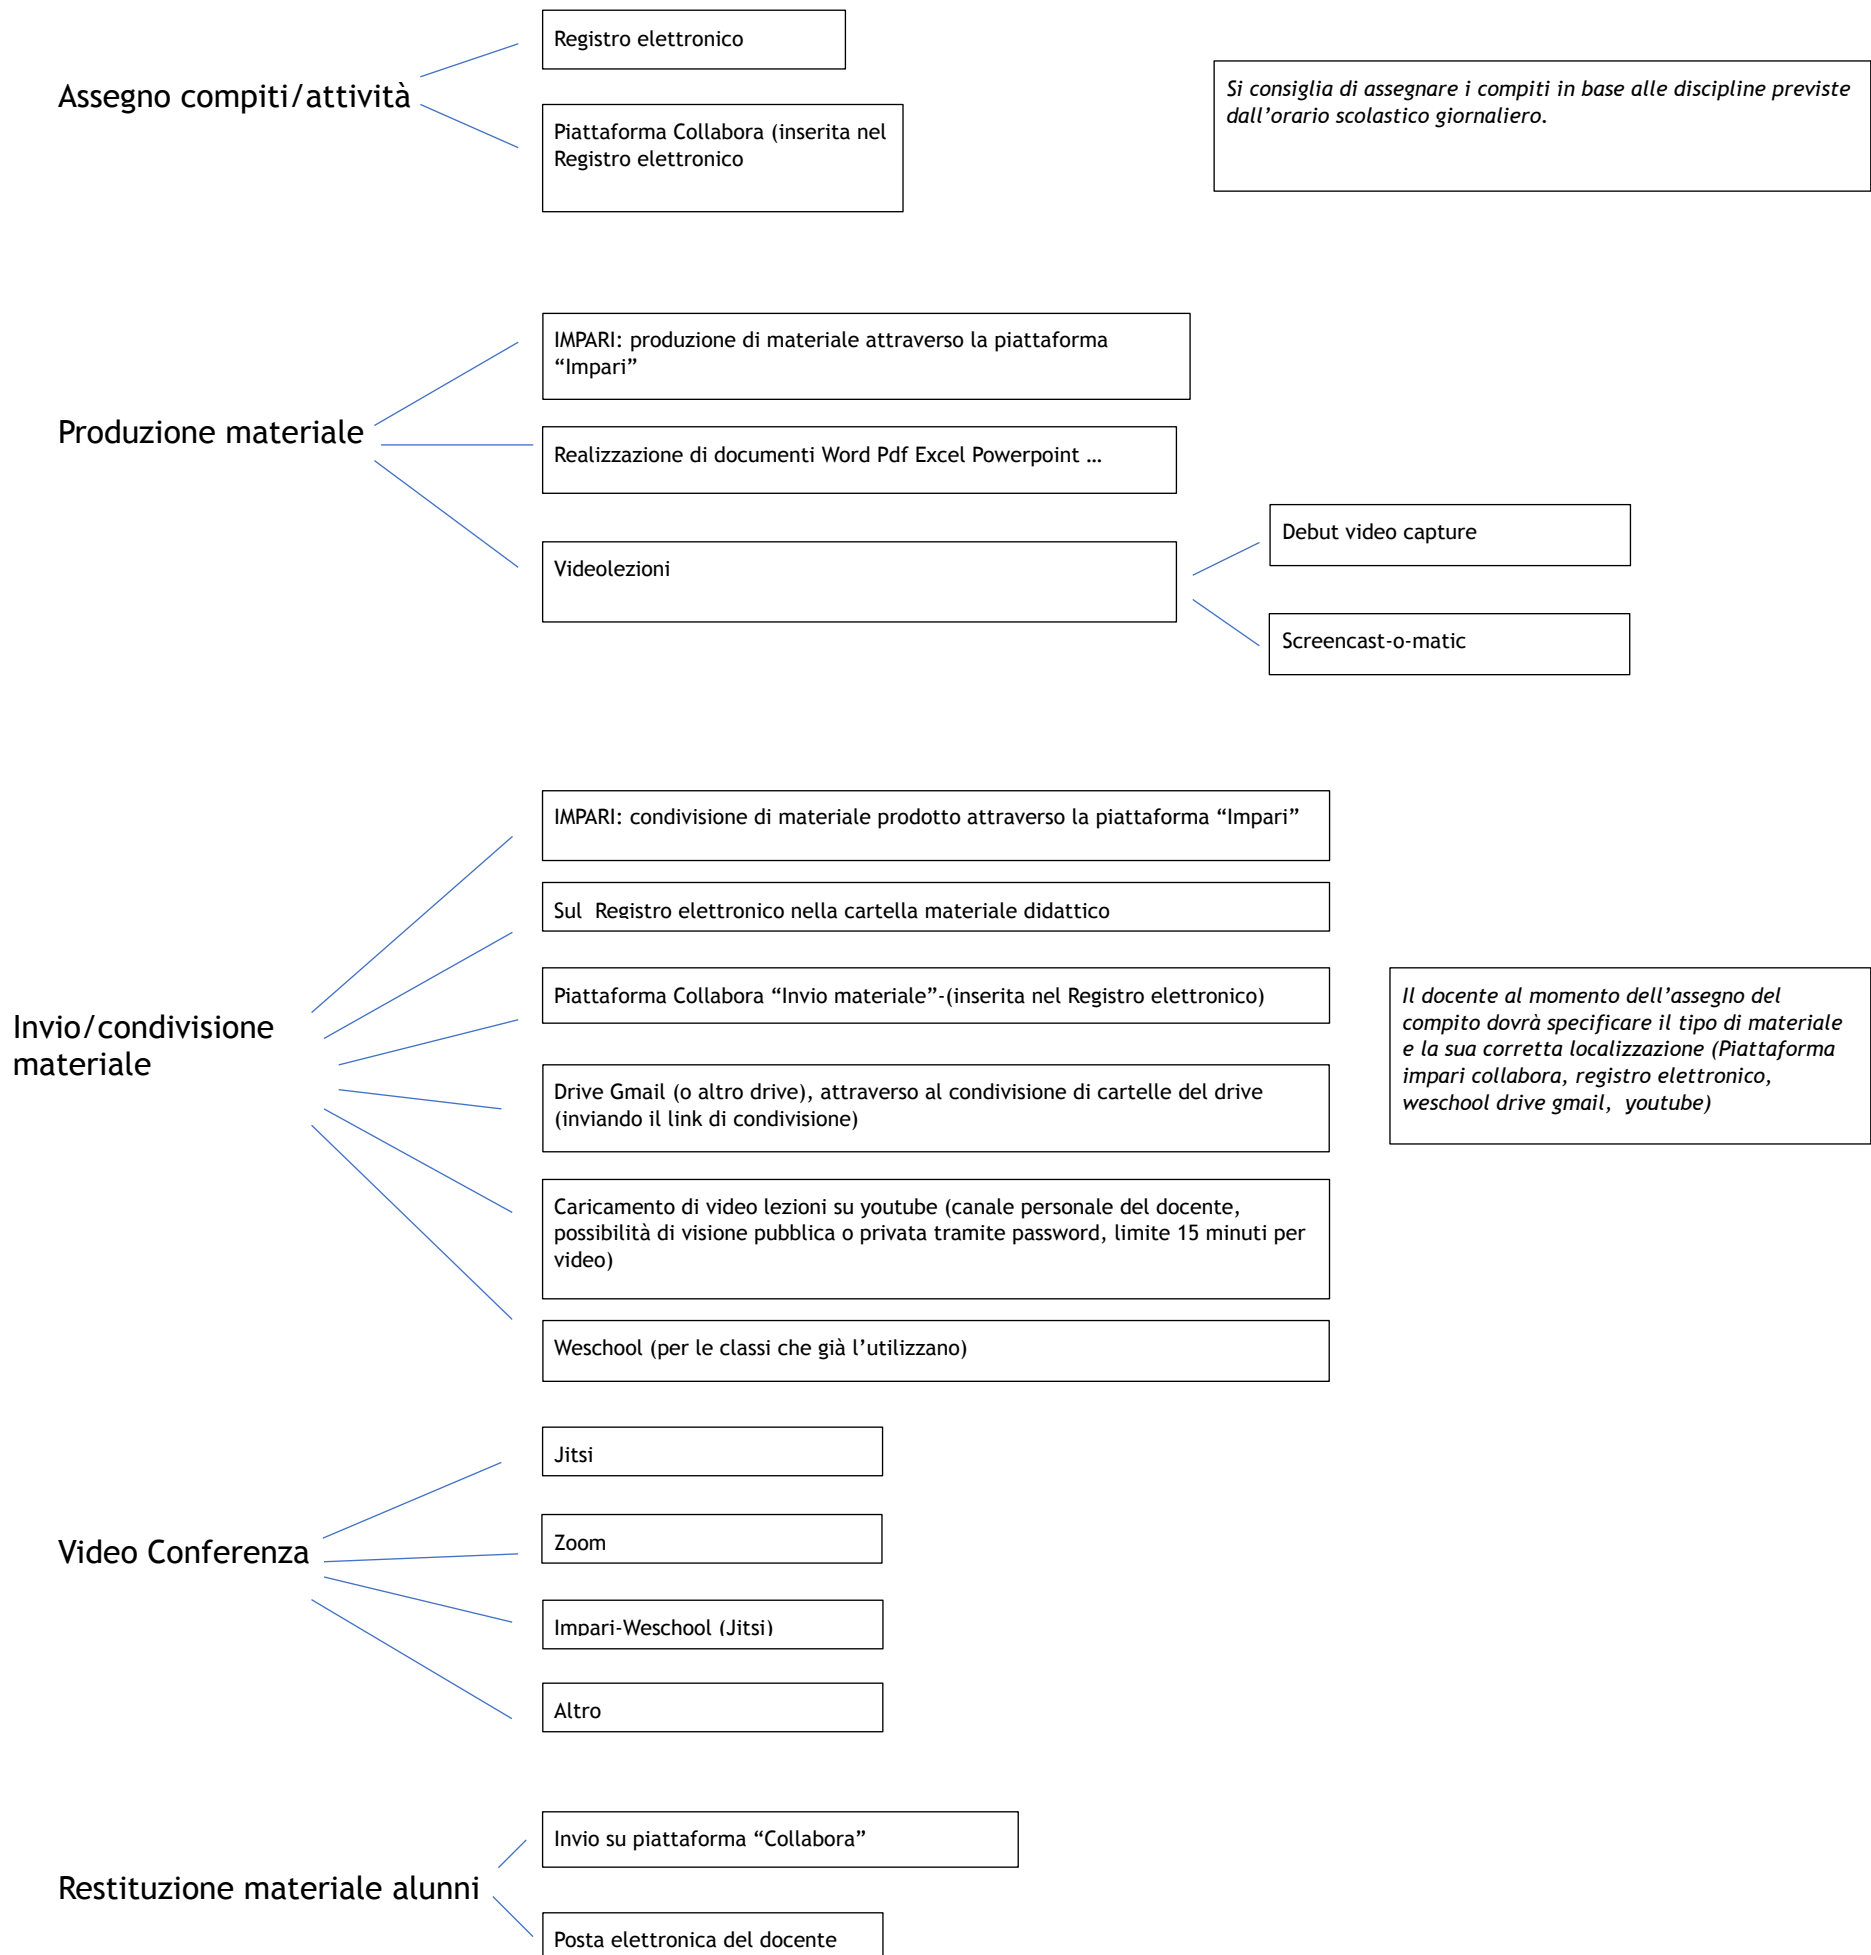 Assegno compiti/attività
Registro elettronico
Piattaforma Collabora (inserita nel
Registro elettronico
Si consiglia di assegnare i compiti in base alle discipline previste
dall’orario scolastico giornaliero.
Produzione materiale
IMPARI: produzione di materiale attraverso la piattaforma
“Impari”
Realizzazione di documenti Word Pdf Excel Powerpoint …
Videolezioni
Debut video capture
Screencast-o-matic
Invio/condivisione
materiale
IMPARI: condivisione di materiale prodotto attraverso la piattaforma “Impari”
Sul  Registro elettronico nella cartella materiale didattico
Piattaforma Collabora “Invio materiale”-(inserita nel Registro elettronico)
Drive Gmail (o altro drive), attraverso al condivisione di cartelle del drive
(inviando il link di condivisione)
Caricamento di video lezioni su youtube (canale personale del docente,
possibilità di visione pubblica o privata tramite password, limite 15 minuti per
video)
Weschool (per le classi che già l’utilizzano)
Il docente al momento dell’assegno del
compito dovrà specificare il tipo di materiale
e la sua corretta localizzazione (Piattaforma
impari collabora, registro elettronico,
weschool drive gmail,  youtube)
Video Conferenza
Jitsi
Zoom
Impari-Weschool (Jitsi)
Altro
Restituzione materiale alunni
Invio su piattaforma “Collabora”
Posta elettronica del docente